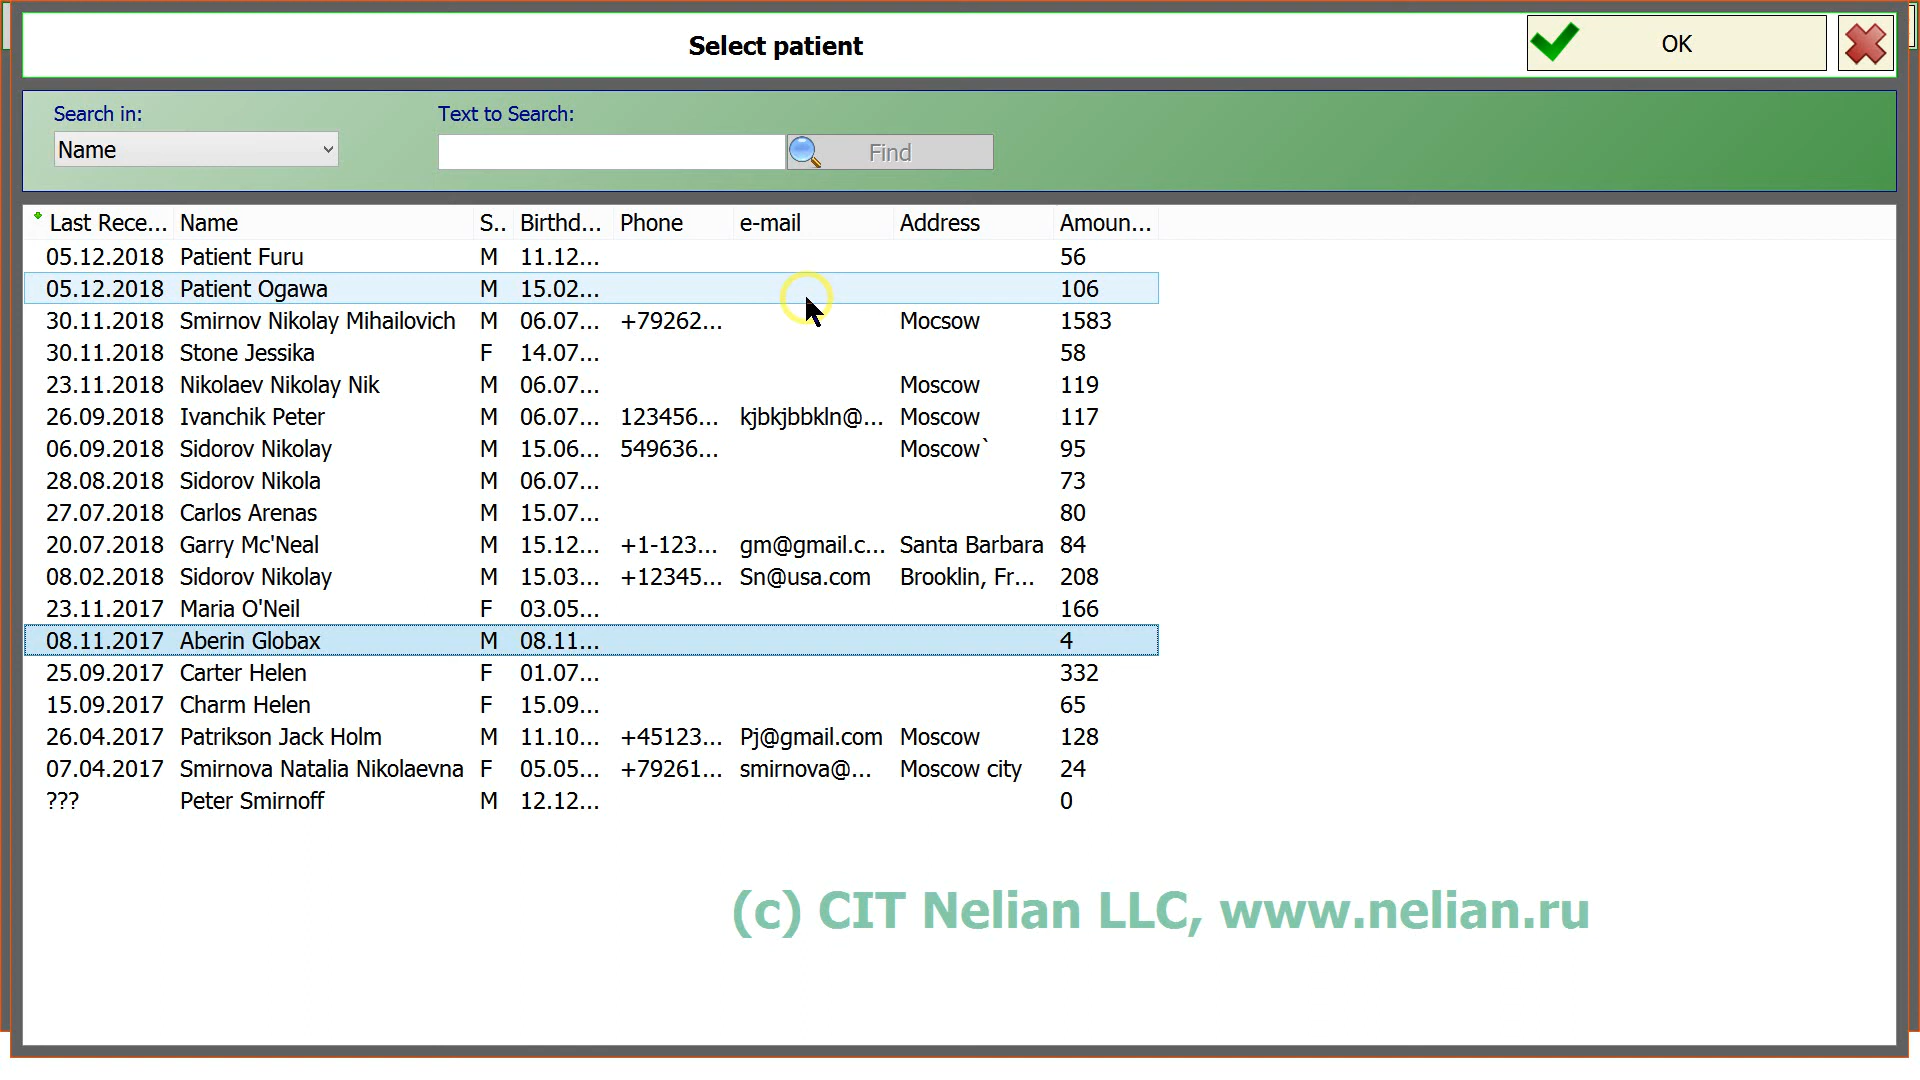 Select patient
OK
Search in:
Text to Search:
Name
Find
Last Rece... Name S.. Birthd... Phone e-mail Address Amoun...
05.12.2018 Patient Furu M 11.12... 56
05.12.2018 Patient Ogawa M 15.02... 106
30.11.2018 Smirnov Nikolay Mihailovich M 06.07... +79262... Mocsow 1583
30.11.2018 Stone Jessika F 14.07... 58
23.11.2018 Nikolaev Nikolay Nik M 06.07... Moscow 119
26.09.2018 Ivanchik Peter M 06.07... 123456... kjbkjbbkln@... Moscow 117
06.09.2018 Sidorov Nikolay M 15.06... 549636... Moscow` 95
28.08.2018 Sidorov Nikola M 06.07... 73
27.07.2018 Carlos Arenas M 15.07... 80
20.07.2018 Garry Mc'Neal M 15.12... +1-123... gm@gmail.c... Santa Barbara 84
08.02.2018 Sidorov Nikolay M 15.03... +12345... Sn@usa.com Brooklin, Fr... 208
23.11.2017 Maria O'Neil F 03.05... 166
08.11.2017 Aberin Globax M 08.11... 4
25.09.2017 Carter Helen F 01.07... 332
15.09.2017 Charm Helen F 15.09... 65
26.04.2017 Patrikson Jack Holm M 11.10... +45123... Pj@gmail.com Moscow 128
07.04.2017 Smirnova Natalia Nikolaevna F 05.05... +79261... smirnova@... Moscow city 24
??? Peter Smirnoff M 12.12... 0
(c) CIT Nelian LLC, www.nelian.ru